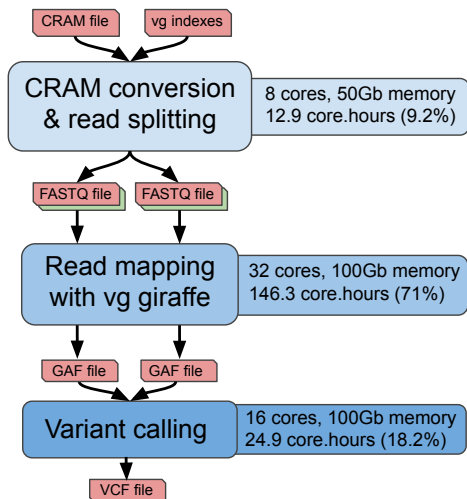 CRAM file
vg indexes
CRAM conversion
& read splitting
8 cores, 50Gb memory
12.9 core.hours (9.2%)
FASTQ file
FASTQ file
Read mapping
with vg giraffe
32 cores, 100Gb memory
146.3 core.hours (71%)
GAF file
GAF file
Variant calling
16 cores, 100Gb memory
24.9 core.hours (18.2%)
VCF file